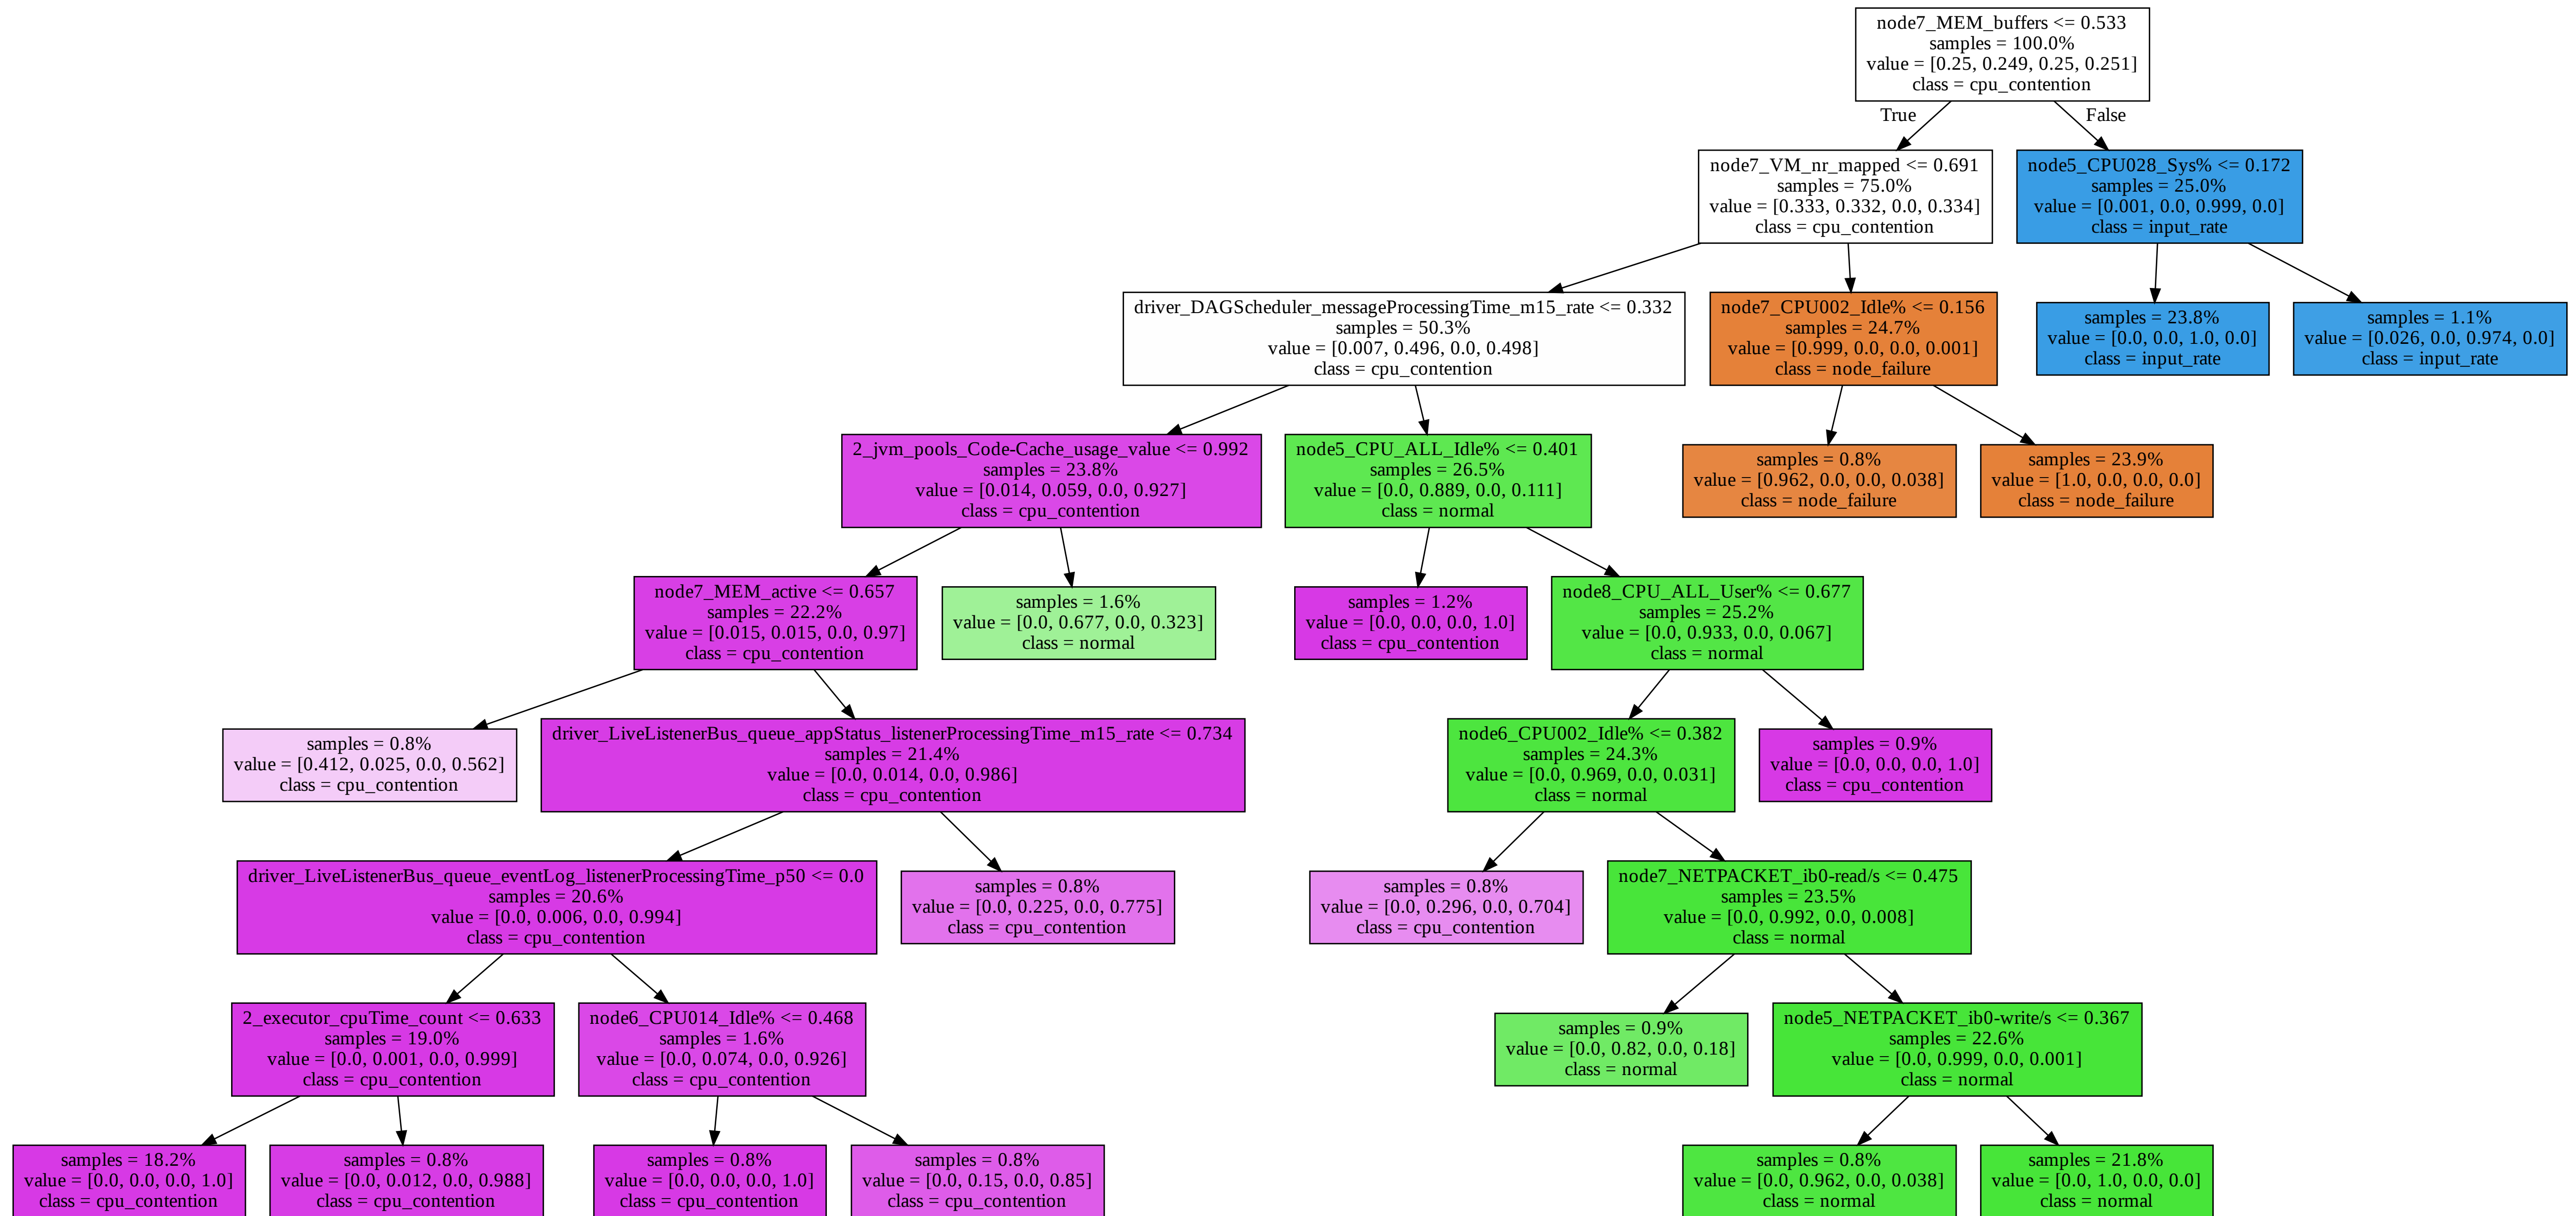 node7_MEM_buffers <= 0.533
samples = 100.0%
value = [0.25, 0.249, 0.25, 0.251]
class = cpu_contention
True
False
node7_VM_nr_mapped <= 0.691
samples = 75.0%
value = [0.333, 0.332, 0.0, 0.334]
class = cpu_contention
node5_CPU028_Sys% <= 0.172
samples = 25.0%
value = [0.001, 0.0, 0.999, 0.0]
class = input_rate
driver_DAGScheduler_messageProcessingTime_m15_rate <= 0.332
samples = 50.3%
value = [0.007, 0.496, 0.0, 0.498]
class = cpu_contention
node7_CPU002_Idle% <= 0.156
samples = 24.7%
value = [0.999, 0.0, 0.0, 0.001]
class = node_failure
samples = 23.8%
value = [0.0, 0.0, 1.0, 0.0]
class = input_rate
samples = 1.1%
value = [0.026, 0.0, 0.974, 0.0]
class = input_rate
2_jvm_pools_Code-Cache_usage_value <= 0.992
samples = 23.8%
value = [0.014, 0.059, 0.0, 0.927]
class = cpu_contention
node5_CPU_ALL_Idle% <= 0.401
samples = 26.5%
value = [0.0, 0.889, 0.0, 0.111]
class = normal
samples = 0.8%
value = [0.962, 0.0, 0.0, 0.038]
class = node_failure
samples = 23.9%
value = [1.0, 0.0, 0.0, 0.0]
class = node_failure
node7_MEM_active <= 0.657
samples = 22.2%
value = [0.015, 0.015, 0.0, 0.97]
class = cpu_contention
samples = 1.6%
value = [0.0, 0.677, 0.0, 0.323]
class = normal
samples = 1.2%
value = [0.0, 0.0, 0.0, 1.0]
class = cpu_contention
node8_CPU_ALL_User% <= 0.677
samples = 25.2%
value = [0.0, 0.933, 0.0, 0.067]
class = normal
samples = 0.8%
value = [0.412, 0.025, 0.0, 0.562]
class = cpu_contention
driver_LiveListenerBus_queue_appStatus_listenerProcessingTime_m15_rate <= 0.734
samples = 21.4%
value = [0.0, 0.014, 0.0, 0.986]
class = cpu_contention
node6_CPU002_Idle% <= 0.382
samples = 24.3%
value = [0.0, 0.969, 0.0, 0.031]
class = normal
samples = 0.9%
value = [0.0, 0.0, 0.0, 1.0]
class = cpu_contention
driver_LiveListenerBus_queue_eventLog_listenerProcessingTime_p50 <= 0.0
samples = 20.6%
value = [0.0, 0.006, 0.0, 0.994]
class = cpu_contention
samples = 0.8%
value = [0.0, 0.225, 0.0, 0.775]
class = cpu_contention
samples = 0.8%
value = [0.0, 0.296, 0.0, 0.704]
class = cpu_contention
node7_NETPACKET_ib0-read/s <= 0.475
samples = 23.5%
value = [0.0, 0.992, 0.0, 0.008]
class = normal
2_executor_cpuTime_count <= 0.633
samples = 19.0%
value = [0.0, 0.001, 0.0, 0.999]
class = cpu_contention
node6_CPU014_Idle% <= 0.468
samples = 1.6%
value = [0.0, 0.074, 0.0, 0.926]
class = cpu_contention
samples = 0.9%
value = [0.0, 0.82, 0.0, 0.18]
class = normal
node5_NETPACKET_ib0-write/s <= 0.367
samples = 22.6%
value = [0.0, 0.999, 0.0, 0.001]
class = normal
samples = 18.2%
value = [0.0, 0.0, 0.0, 1.0]
class = cpu_contention
samples = 0.8%
value = [0.0, 0.012, 0.0, 0.988]
class = cpu_contention
samples = 0.8%
value = [0.0, 0.0, 0.0, 1.0]
class = cpu_contention
samples = 0.8%
value = [0.0, 0.15, 0.0, 0.85]
class = cpu_contention
samples = 0.8%
value = [0.0, 0.962, 0.0, 0.038]
class = normal
samples = 21.8%
value = [0.0, 1.0, 0.0, 0.0]
class = normal